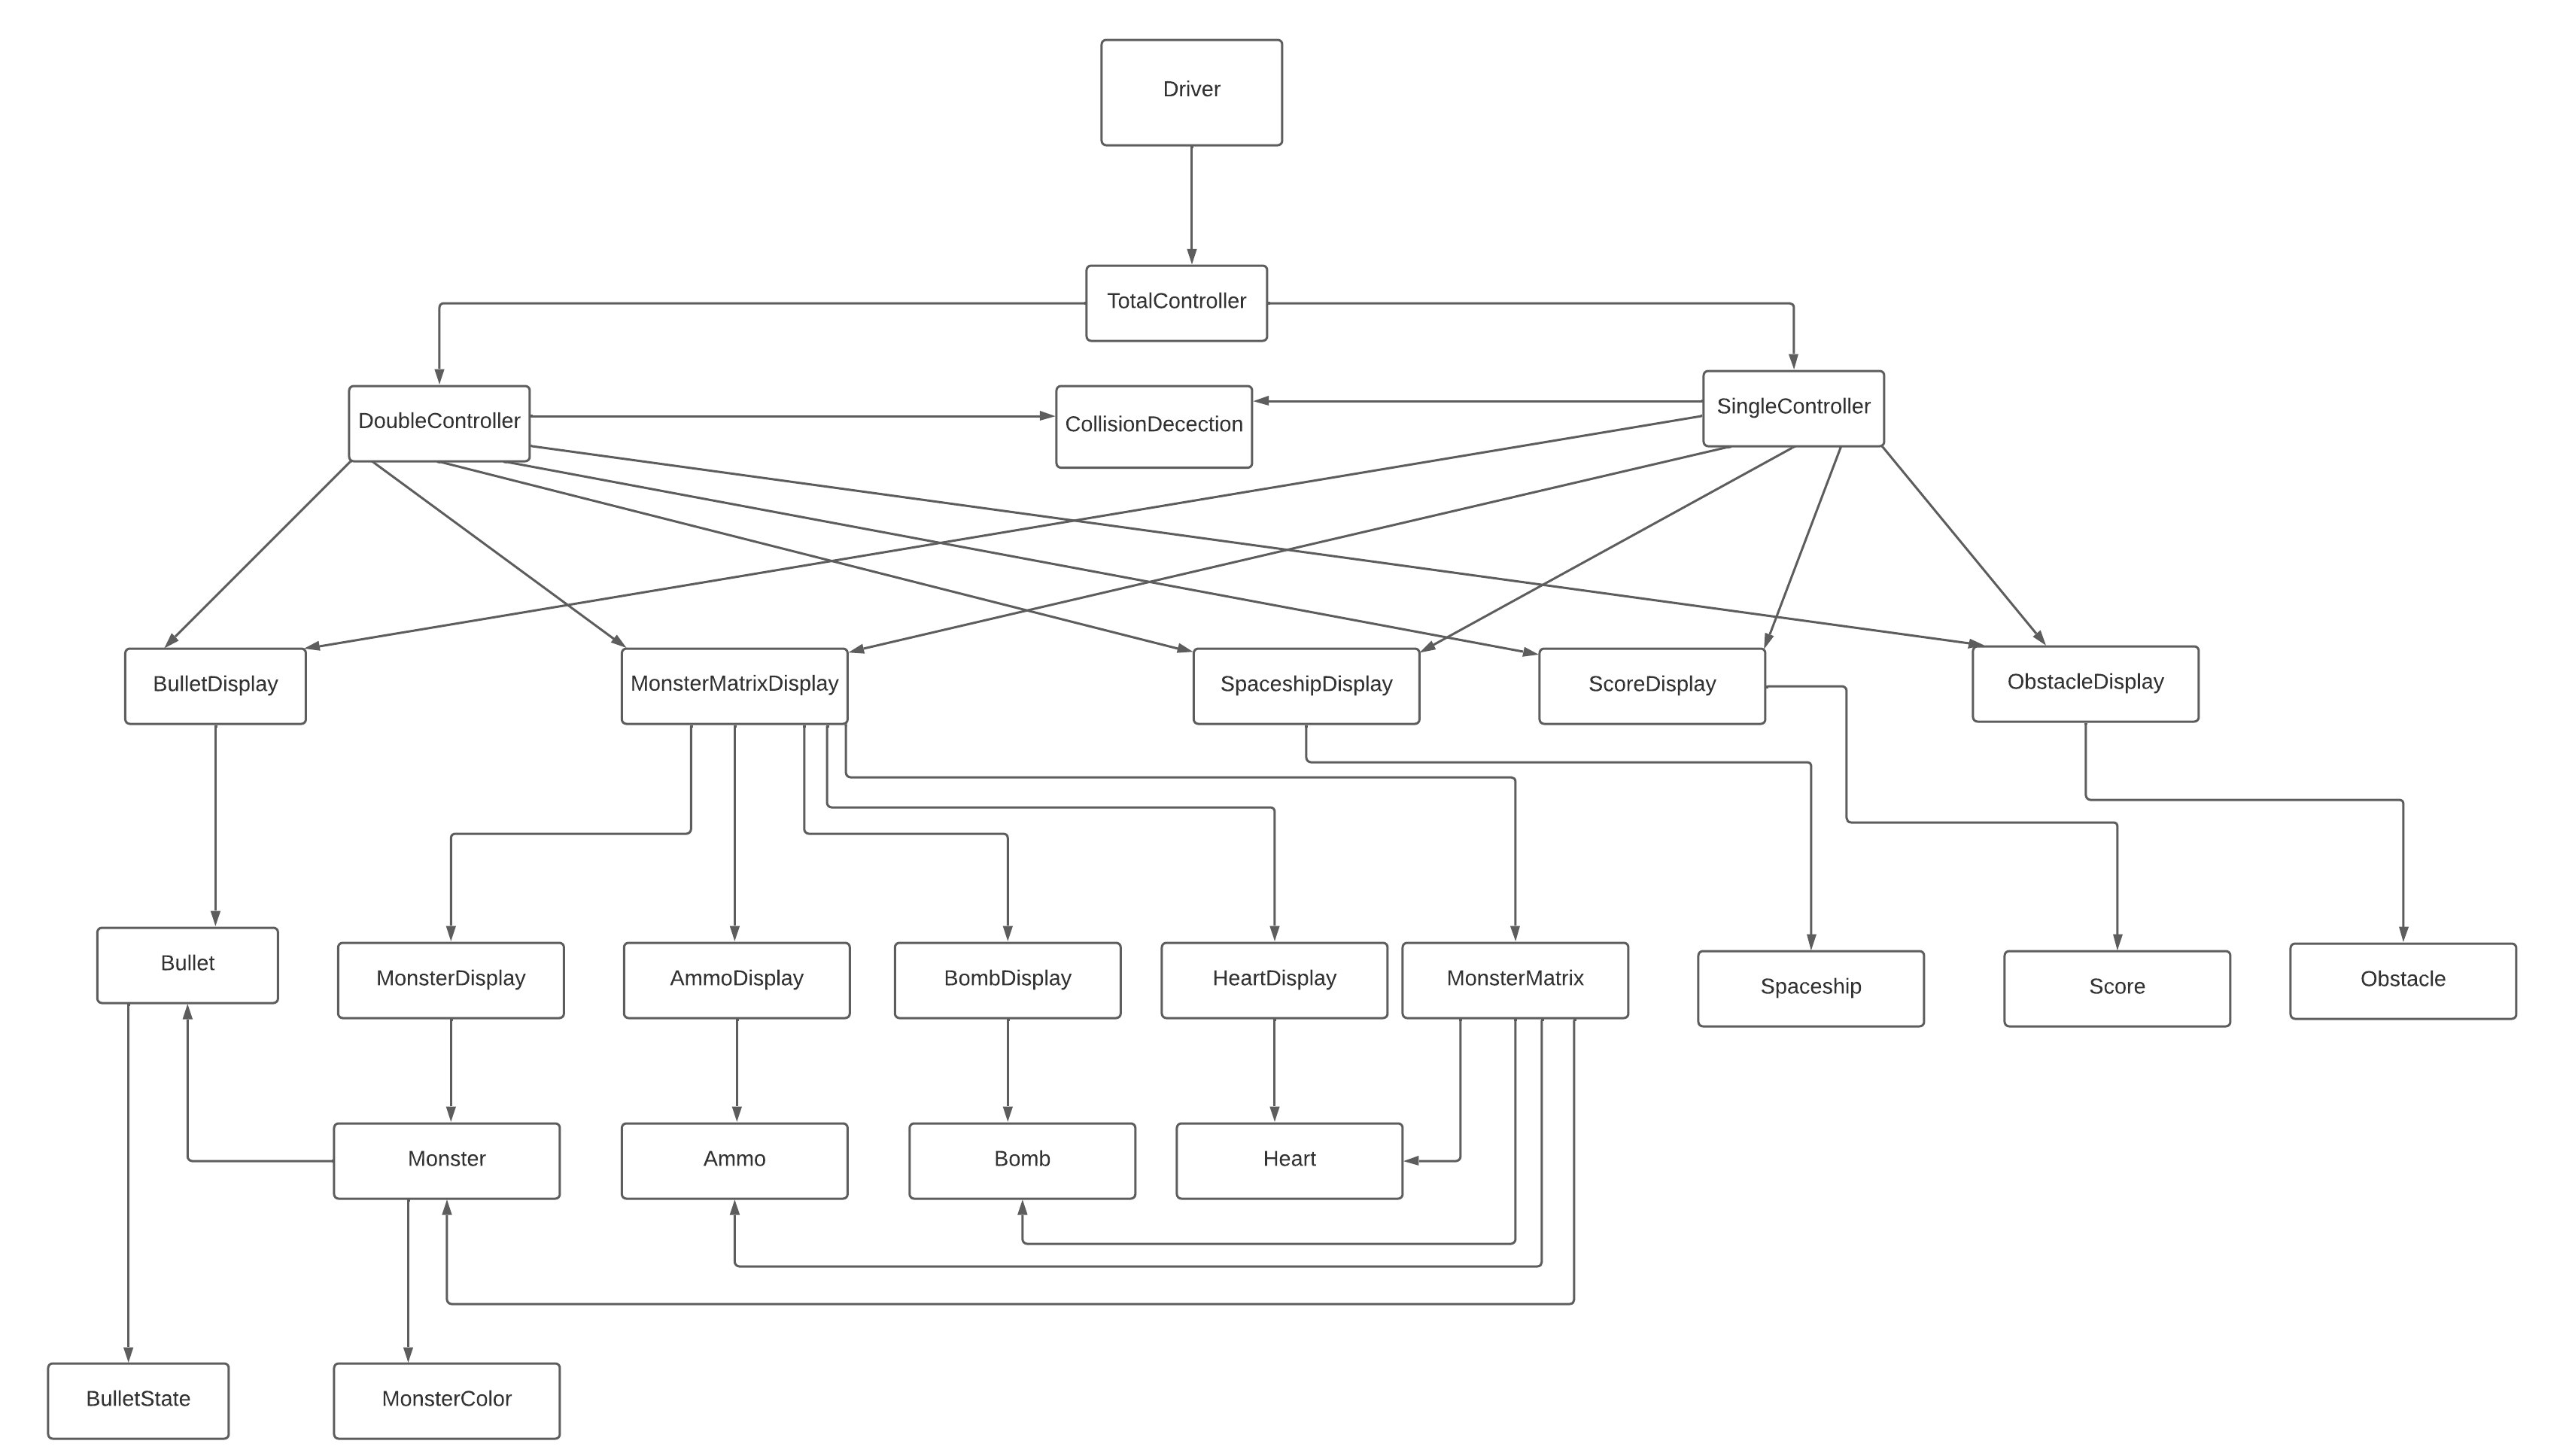 Driver
TotalController
DoubleController
CollisionDecection
SingleController
BulletDisplay
MonsterMatrixDisplay
SpaceshipDisplay
ScoreDisplay
ObstacleDisplay
Bullet
MonsterDisplay
AmmoDisplay
BombDisplay
HeartDisplay
MonsterMatrix
Spaceship
Score
Obstacle
Monster
Ammo
Bomb
Heart
BulletState
MonsterColor